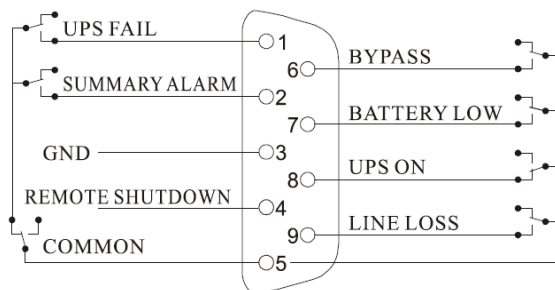 UPS FAIL
1
BYPASS
6
SUMMARY ALARM
2
BATTERY LOW
7
GND
3
UPS ON
8
REMOTE SHUTDOWN
4
LINE LOSS
9
COMMON
5